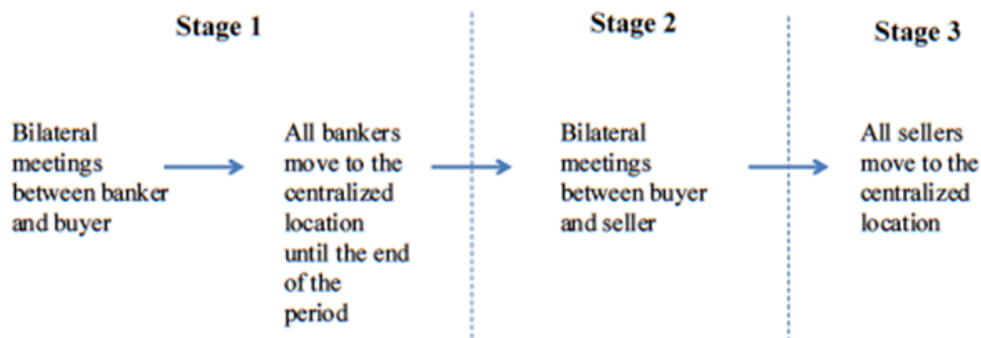 Stage 1
Bilateral
meetings
between banker
and buyer
All bankers
move to the
centralized
location
until the end
of the
period
Stage 2
Bilateral
meetings
between buyer
and seller
Stage 3
All sellers
move to the
centralized
location